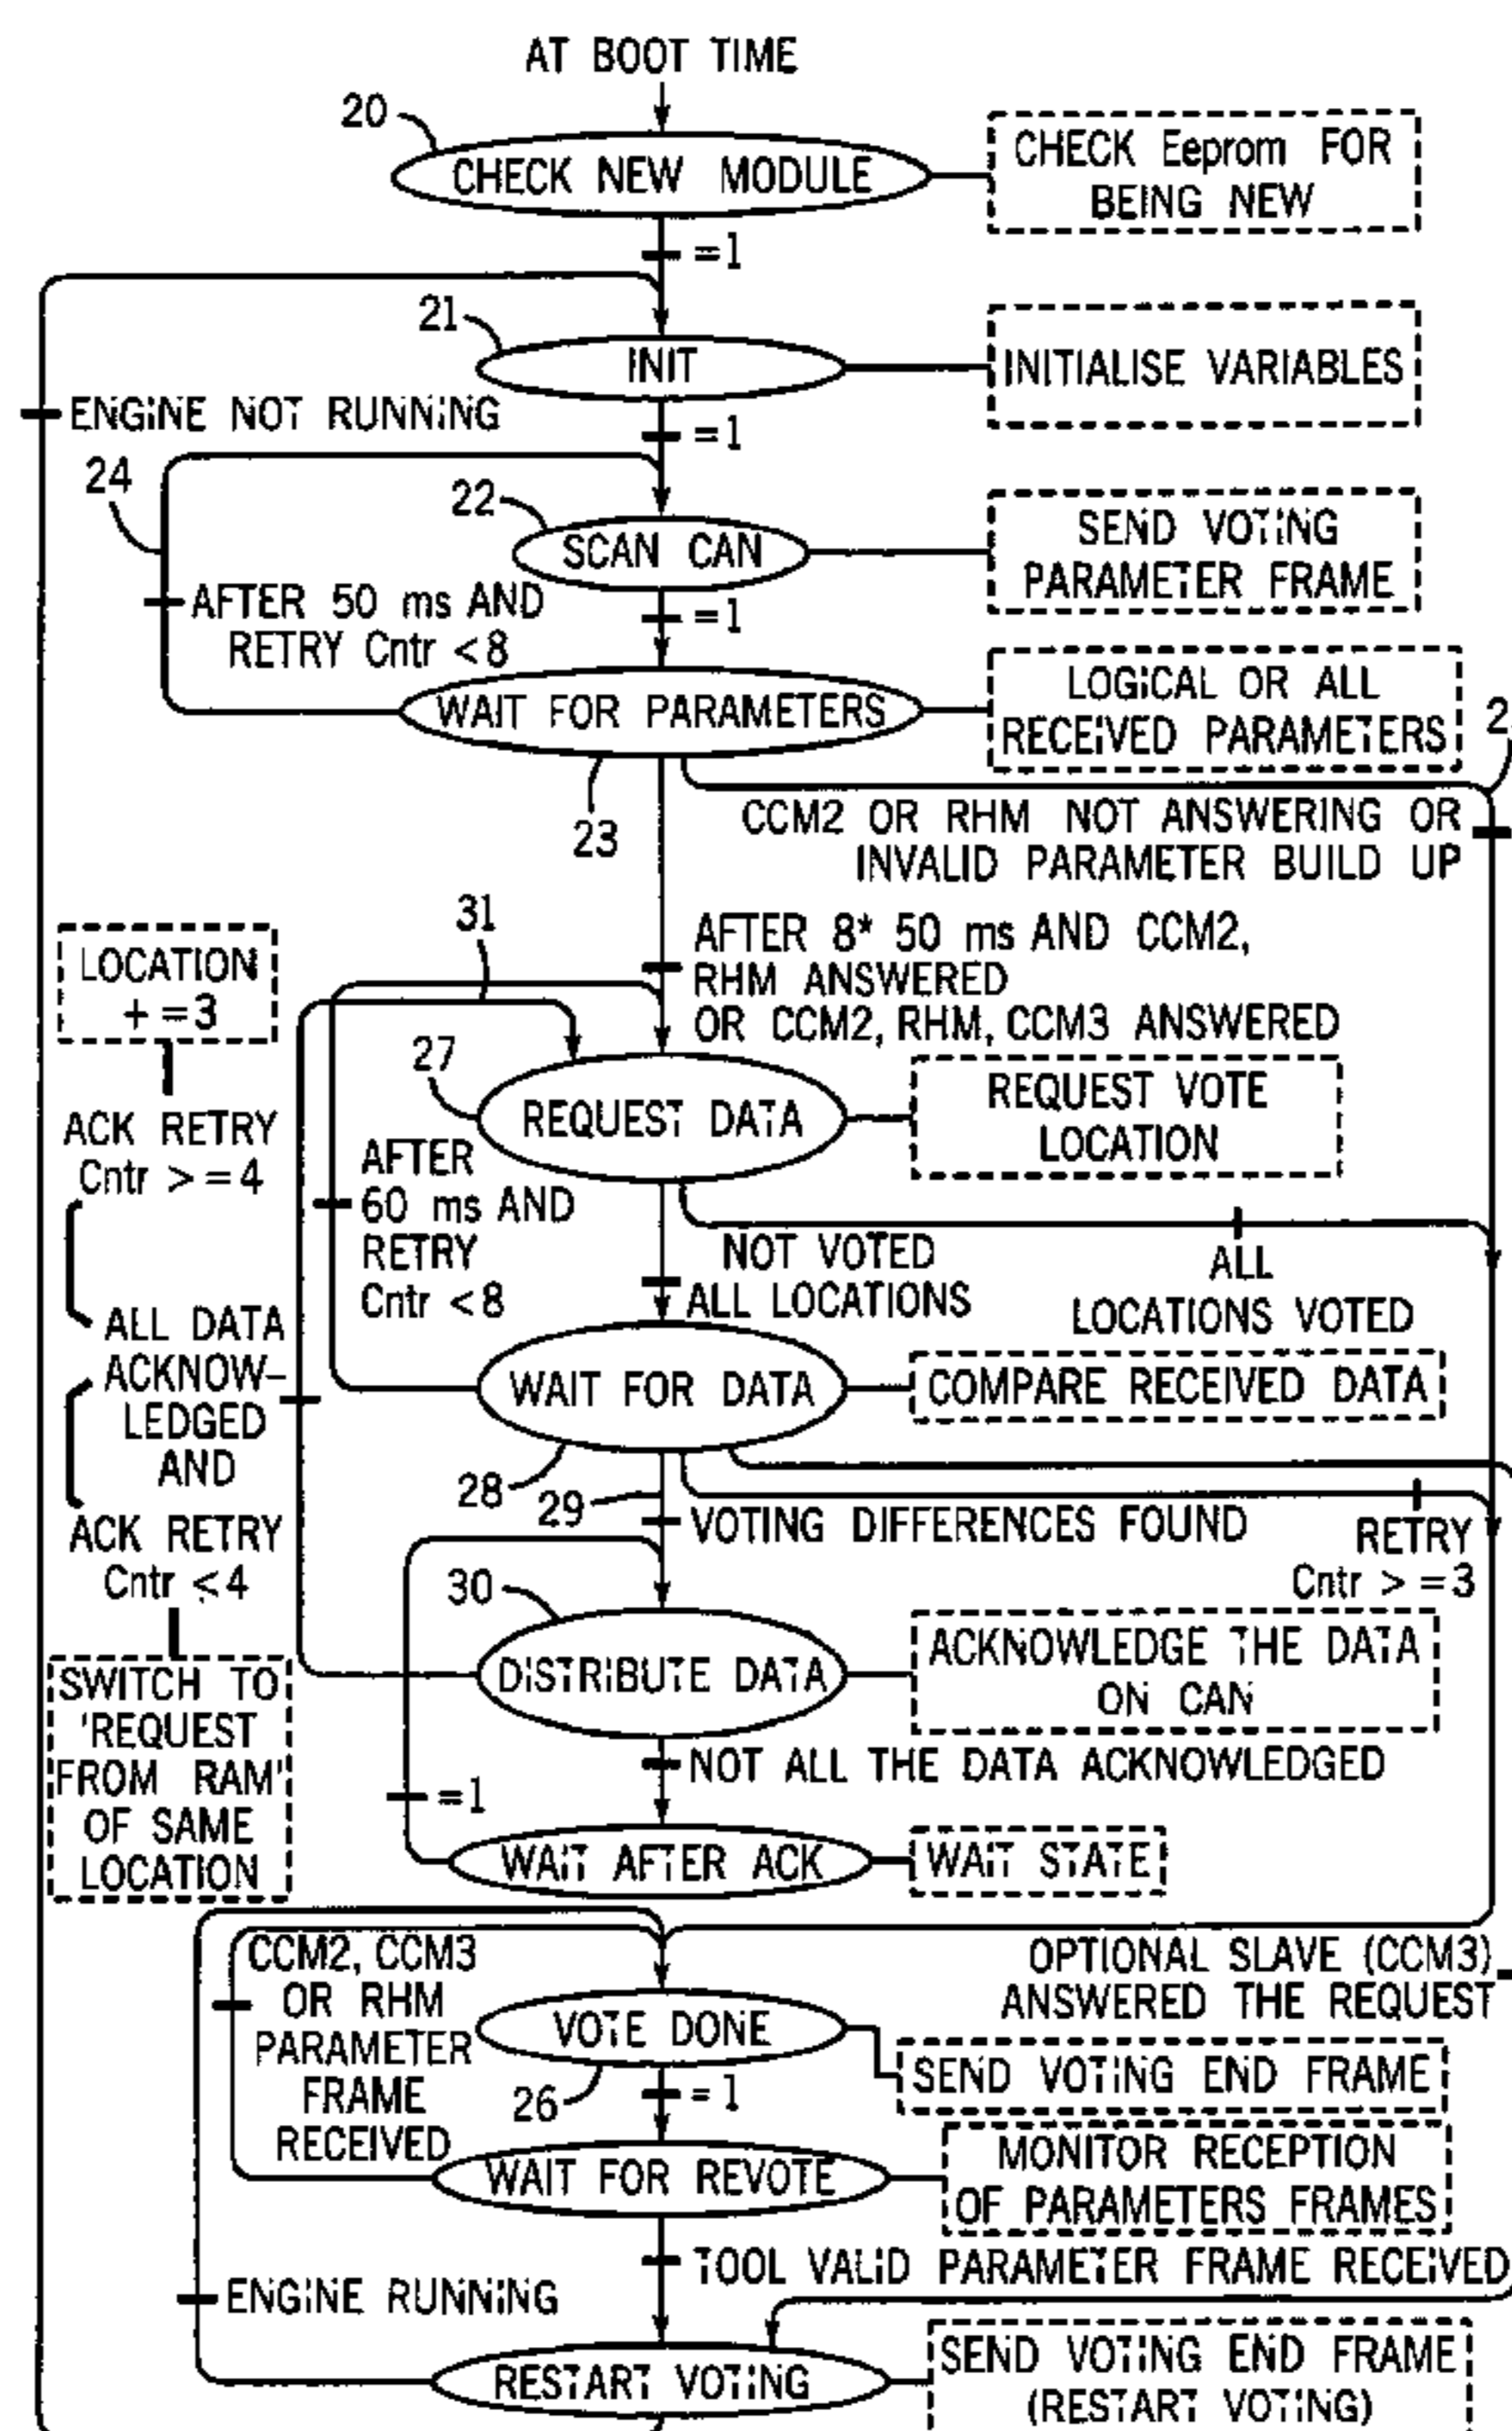 AT BOOT TIME
20
CHECK NEW MODULE
CHECK Eeprom FOR
BEING NEW
=1
21
INIT
INITIALISE VARIABLES
ENGINE NOT RUNNING
=1
24
22
SCAN CAN
SEND VOTING
PARAMETER FRAME
AFTER 50 ms AND
RETRY Cntr <8
=1
WAIT FOR PARAMETERS
LOGICAL OR ALL
RECEIVED PARAMETERS
23
CCM2 OR RHM NOT ANSWERING OR
INVALID PARAMETER BUILD UP
31
AFTER 8* 50 ms AND CCM2,
RHM ANSWERED
OR CCM2, RHM, CCM3 ANSWERED
LOCATION
+ =3
27
REQUEST DATA
REQUEST VOTE
LOCATION
ACK RETRY
Cntr > =4
AFTER
60 ms AND
RETRY
Cntr <8
NOT VOTED
ALL LOCATIONS
ALL
LOCATIONS VOTED
ALL DATA
ACKNOW-
LEDGED
AND
WAIT FOR DATA
COMPARE RECEIVED DATA
28
29
VOTING DIFFERENCES FOUND
RETRY
Cntr > =3
ACK RETRY
Cntr <4
30
DISTRIBUTE DATA
ACKNOWLEDGE THE DATA
ON CAN
SWITCH TO
'REQUEST
FROM RAM'
OF SAME
LOCATION
NOT ALL THE DATA ACKNOWLEDGED
=1
WAIT AFTER ACK
WAIT STATE
CCM2, CCM3
OR RHM
PARAMETER
FRAME
RECEIVED
OPTIONAL SLAVE (CCM3)
ANSWERED THE REQUEST
VOTE DONE
SEND VOTING END FRAME
26
=1
WAIT FOR REVOTE
MONITOR RECEPTION
OF PARAMETERS FRAMES
TOOL VALID PARAMETER FRAME RECEIVED
ENGINE RUNNING
RESTART VOTING
SEND VOTING END FRAME
(RESTART VOTING)